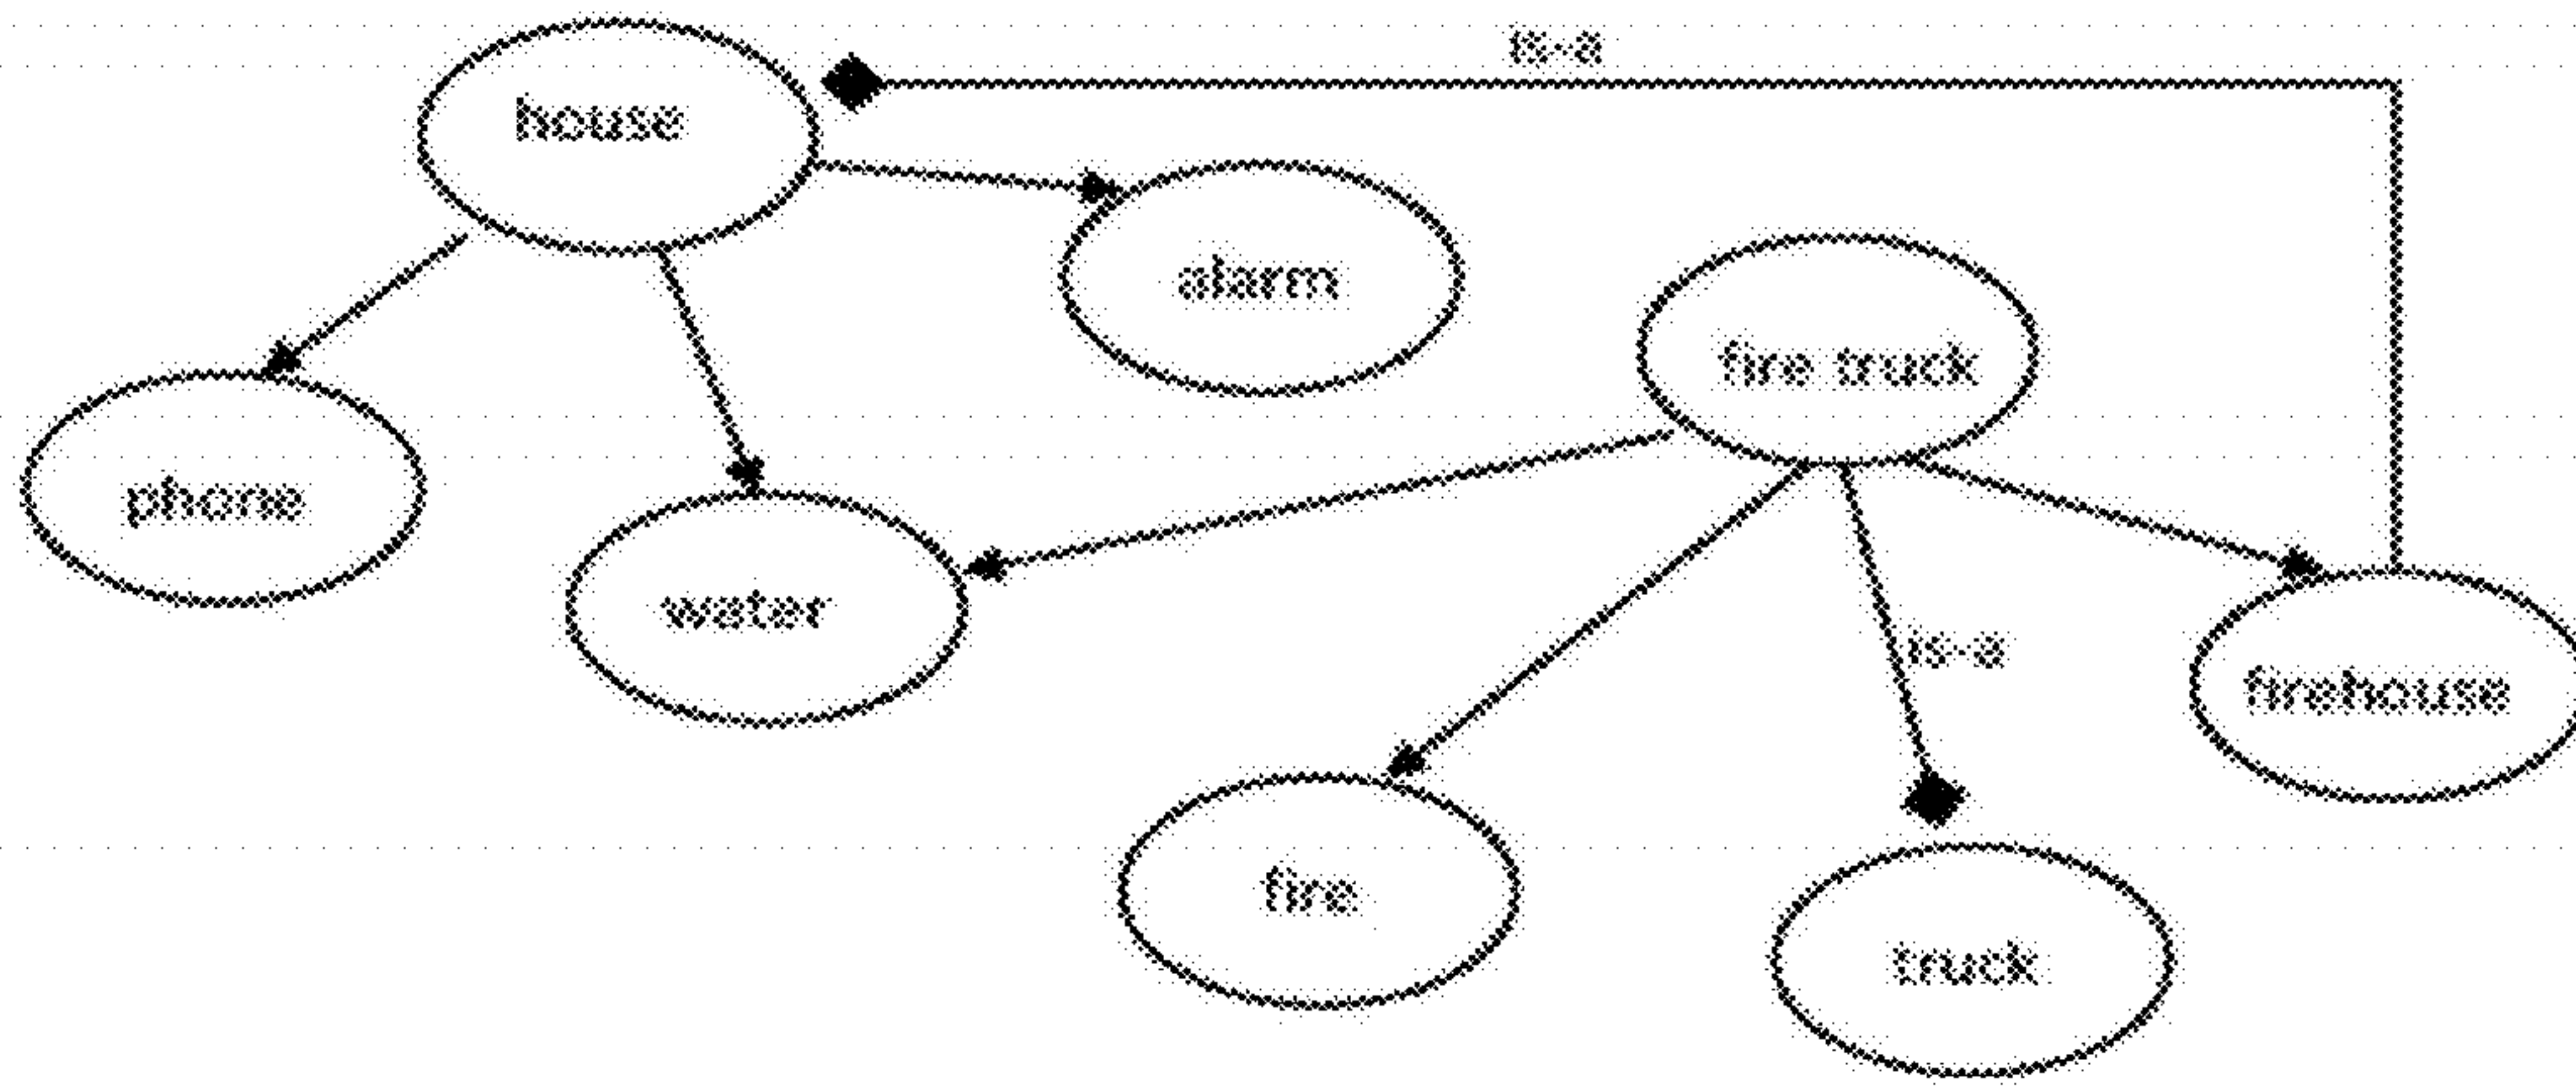 is-a
house
alarm
fire truck
phone
water
is-a
firehouse
fire
truck